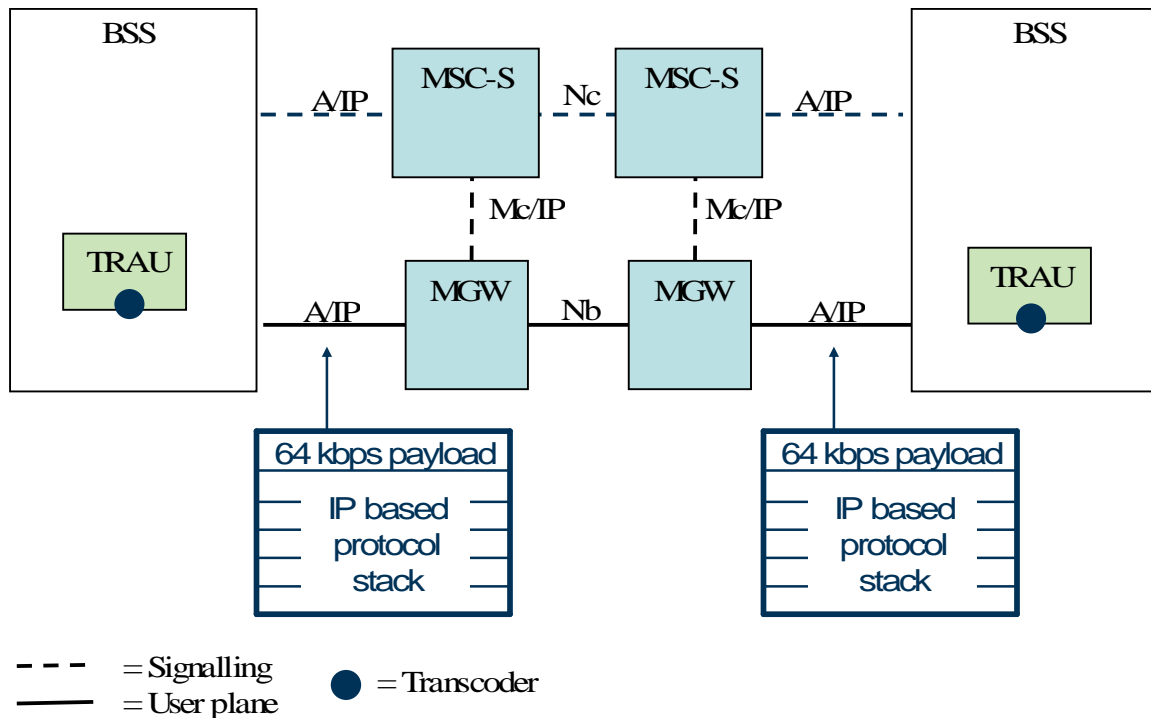 BSS
BSS
MSC-S
MSC-S
A/IP
Nc
A/IP
Mc/IP
Mc/IP
TRAU
TRAU
MGW
MGW
A/IP
Nb
A/IP
64 kbps payload
IP based
protocol
stack
64 kbps payload
IP based
protocol
stack
= Signalling
= Transcoder
= User plane